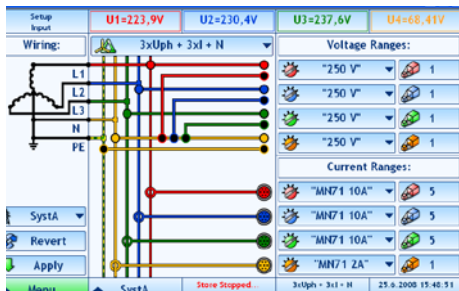 Setup Input
U1=223,9V
U2=230,4V
U3=237,6V
U4=68,41V
Wiring:
3xUph + 3xI + N
Voltage Ranges:
L1
L2
L3
N
PE
"250 V" 1
"250 V" 1
"250 V" 1
"250 V" 1
Current Ranges:
"MN71 10A" 5
"MN71 10A" 5
"MN71 10A" 5
"MN71 2A" 1
SystA
Revert
Apply
Menu
SystA
Store Stopped...
3xUph + 3xI + N
25.6.2008 15:48:51